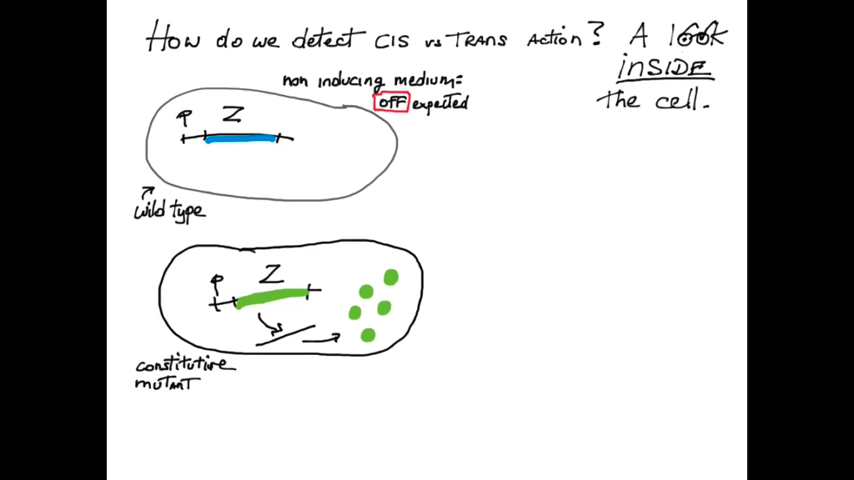 How do we detect CIS vs TRANS Action? A look
INSIDE
the cell.
non inducing medium:
OFF expected
P Z
wild type
P Z
constitutive
mutant